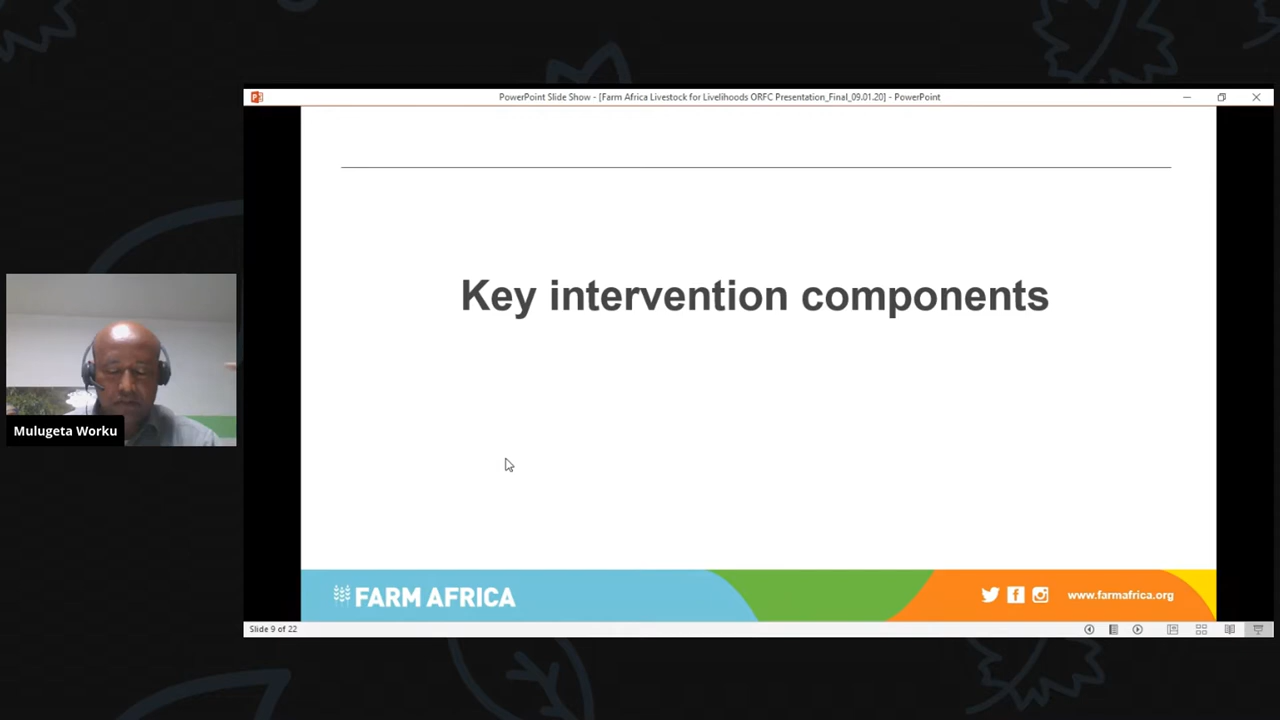 PowerPoint Slide Show - [Farm Africa Livestock for Livelihoods ORFC Presentation_Final_09.01.20] - PowerPoint
Key intervention components
Mulugeta Worku
FARM AFRICA
www.farmafrica.org
Slide 9 of 22